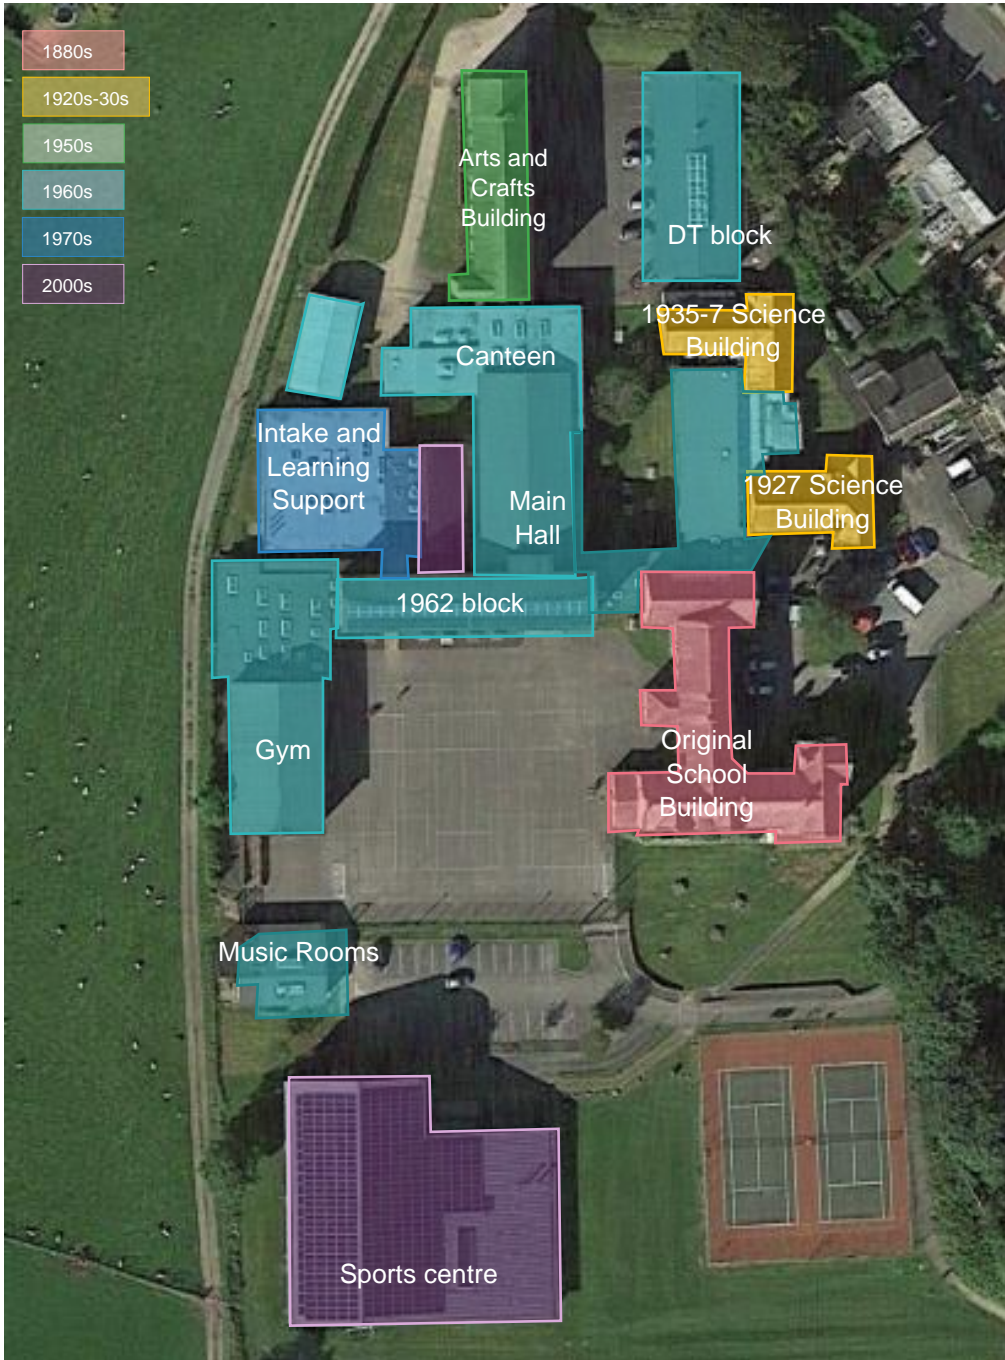 1880s
1920s-30s
1950s
1960s
1970s
2000s
Arts and
Crafts
Building
DT block
1935-7 Science
Building
Canteen
Intake and
Learning
Support
Main
Hall
1927 Science
Building
1962 block
Gym
Original
School
Building
Music Rooms
Sports centre